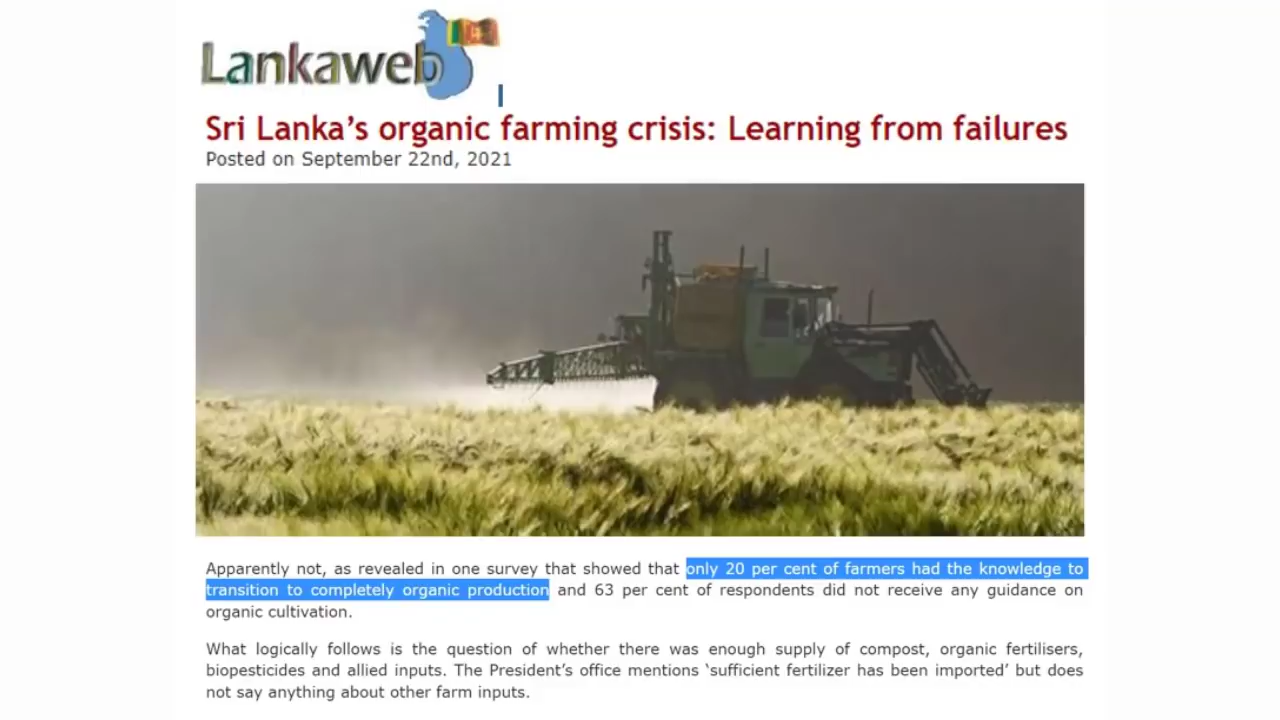 Lankaweb
Sri Lanka’s organic farming crisis: Learning from failures
Posted on September 22nd, 2021
Apparently not, as revealed in one survey that showed that only 20 per cent of farmers had the knowledge to
transition to completely organic production and 63 per cent of respondents did not receive any guidance on
organic cultivation.
What logically follows is the question of whether there was enough supply of compost, organic fertilisers,
biopesticides and allied inputs. The President’s office mentions ‘sufficient fertilizer has been imported’ but does
not say anything about other farm inputs.